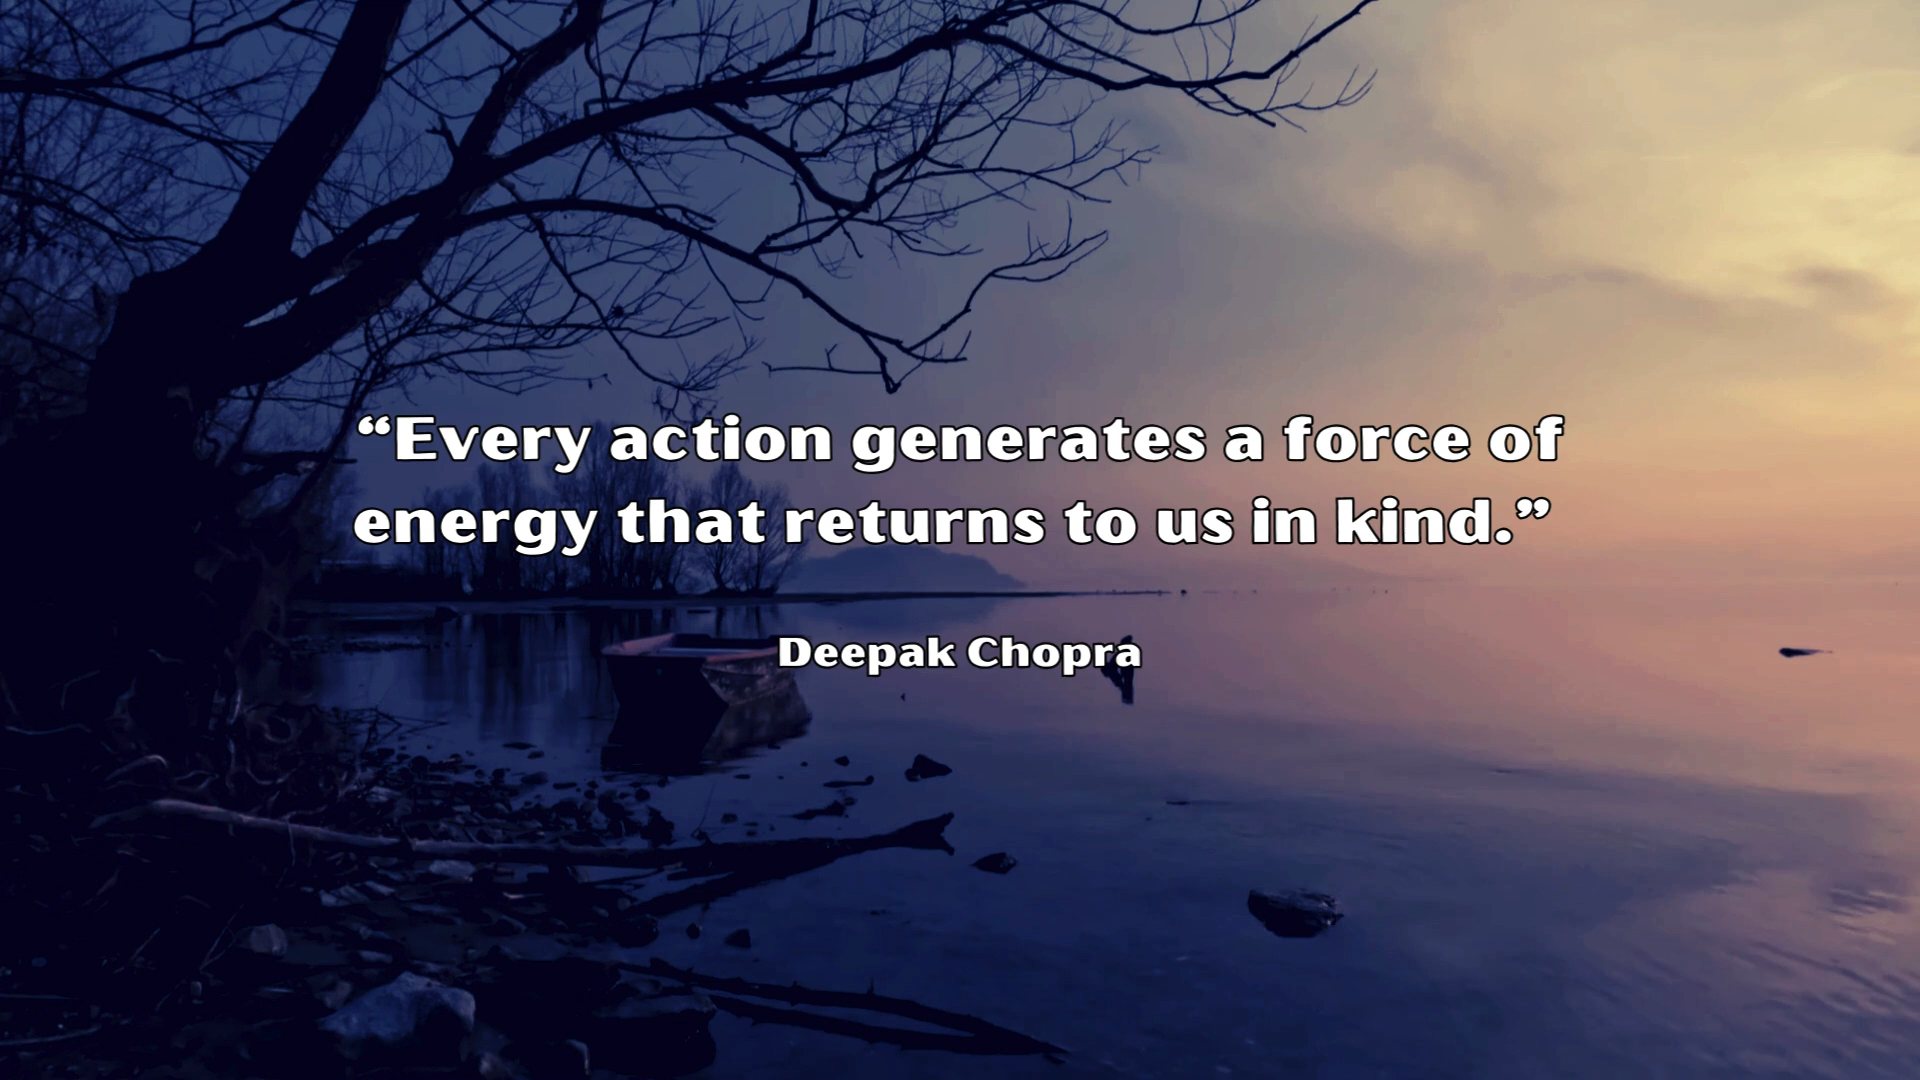 “Every action generates a force of
energy that returns to us in kind.”
Deepak Chopra